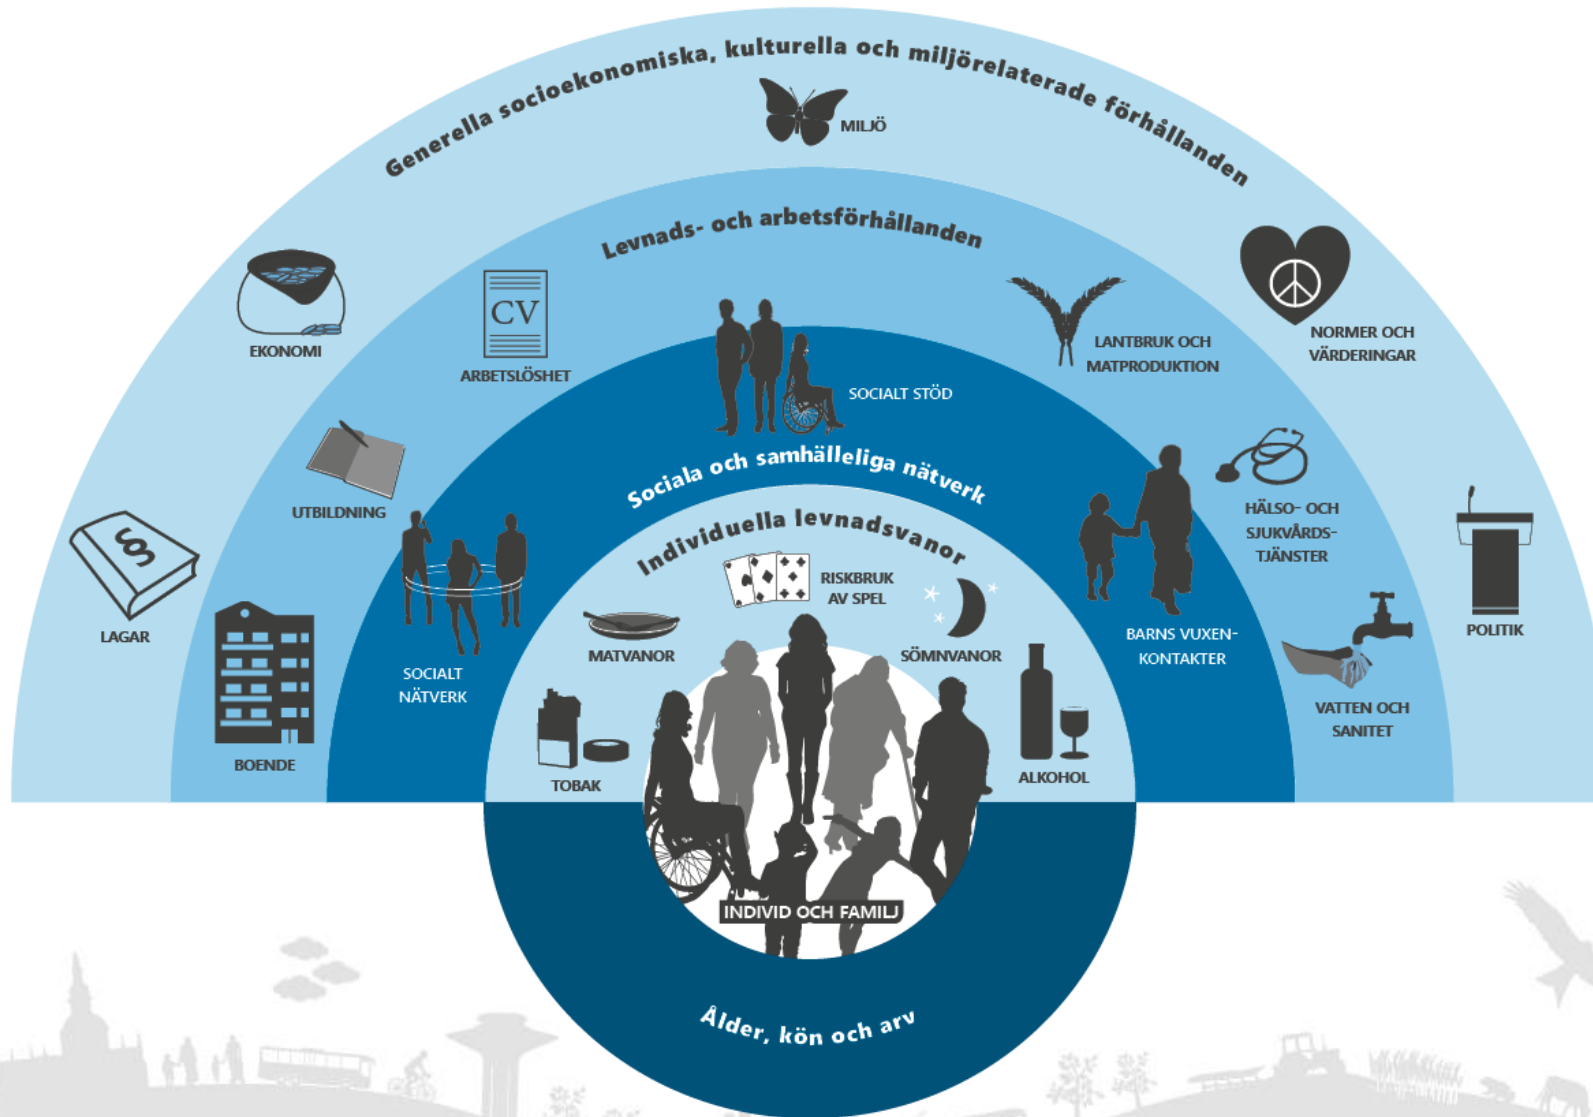 Generella socioekonomiska, kulturella och miljörelaterade förhållanden
MILJÖ
Levnads- och arbetsförhållanden
EKONOMI
CV
ARBETSLÖSHET
LANTBRUK OCH
MATPRODUKTION
NORMER OCH
VÄRDERINGAR
SOCIALT STÖD
Sociala och samhälleliga nätverk
UTBILDNING
HÄLSO- OCH
SJUKVÅRDS-
TJÄNSTER
§
LAGAR
POLITIK
Individuella levnadsvanor
RISKBRUK
AV SPEL
MATVANOR
SÖMNVANOR
SOCIALT
NÄTVERK
BARNS VUXEN-
KONTAKTER
VATTEN OCH
SANITET
BOENDE
TOBAK
ALKOHOL
INDIVID OCH FAMILJ
Ålder, kön och arv